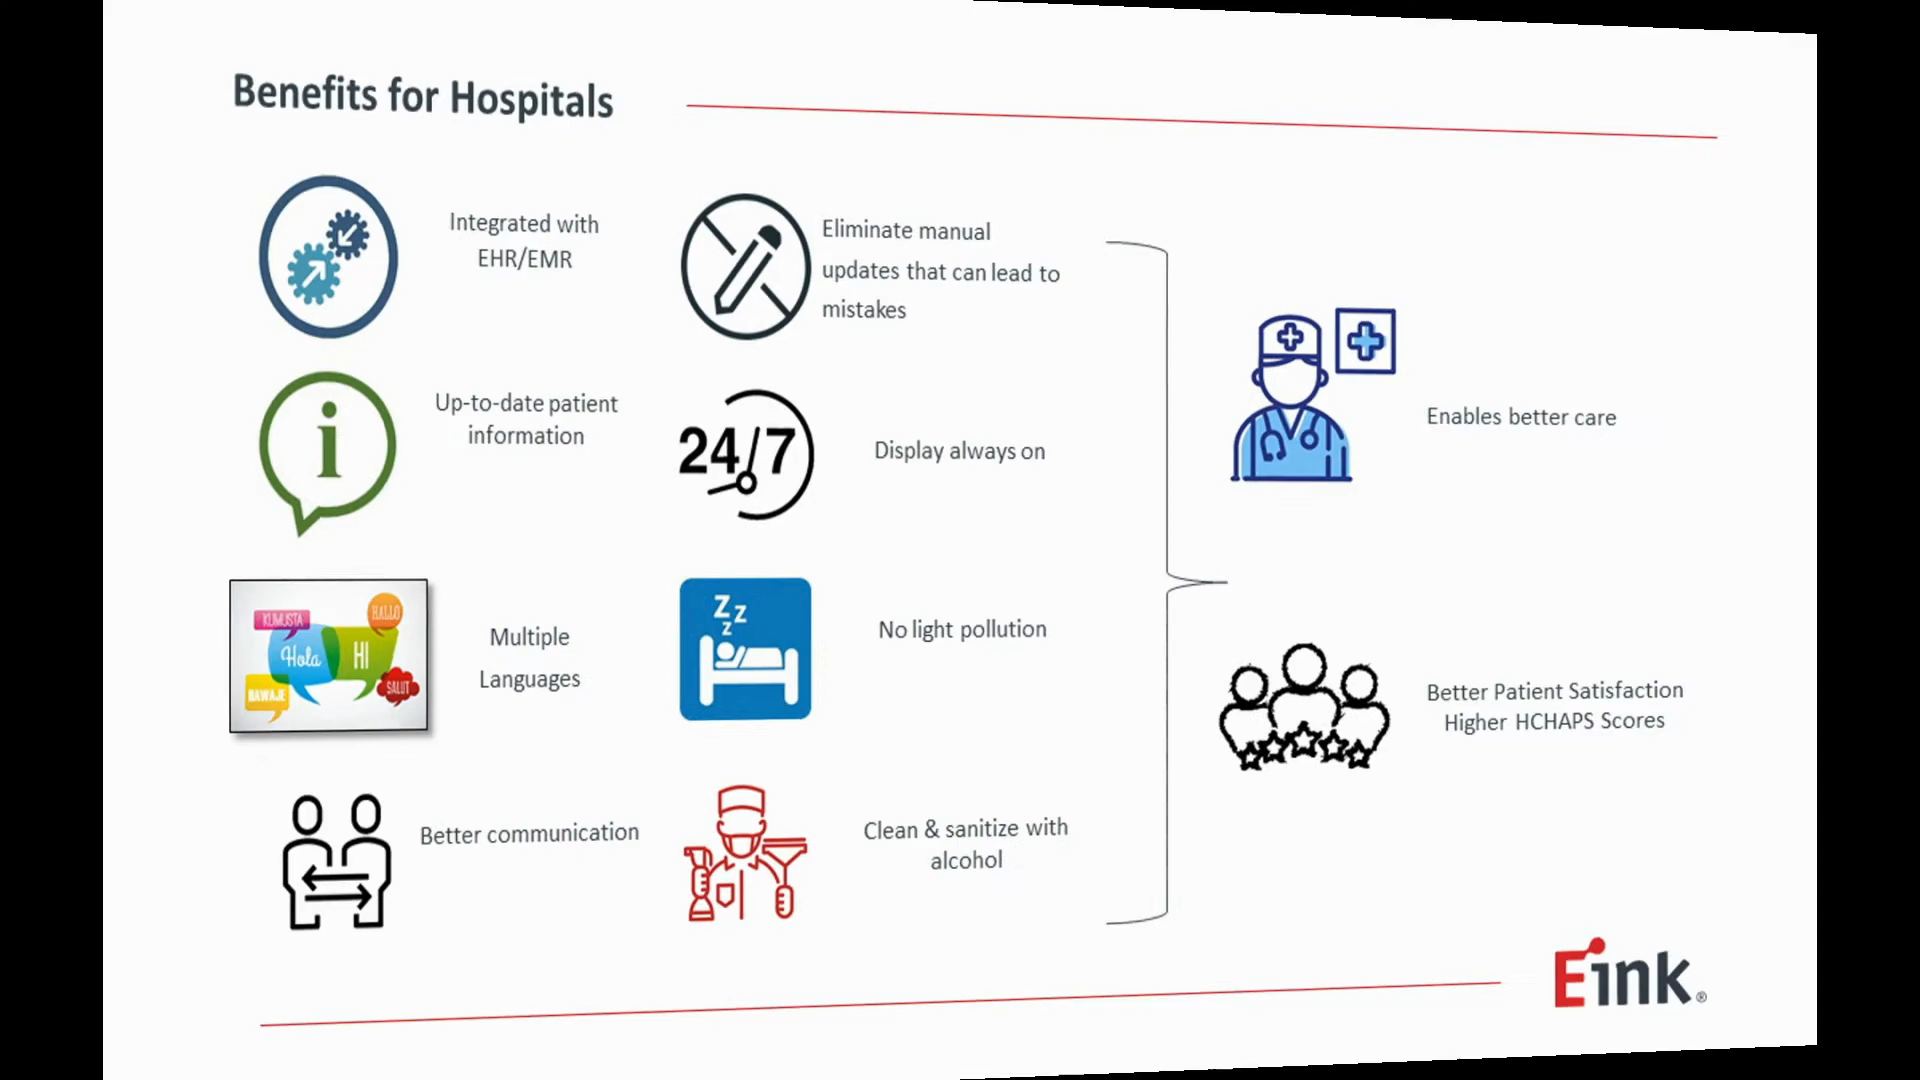 Benefits for Hospitals
Integrated with
EHR/EMR
Eliminate manual
updates that can lead to
mistakes
Up-to-date patient
information
24/7
Display always on
Enables better care
KUMUSTA
HALLO
Hola
HI
BAWAJE
SALUT
Multiple
Languages
Z Z
Z
No light pollution
Better Patient Satisfaction
Higher HCHAPS Scores
Better communication
Clean & sanitize with
alcohol
Eink®